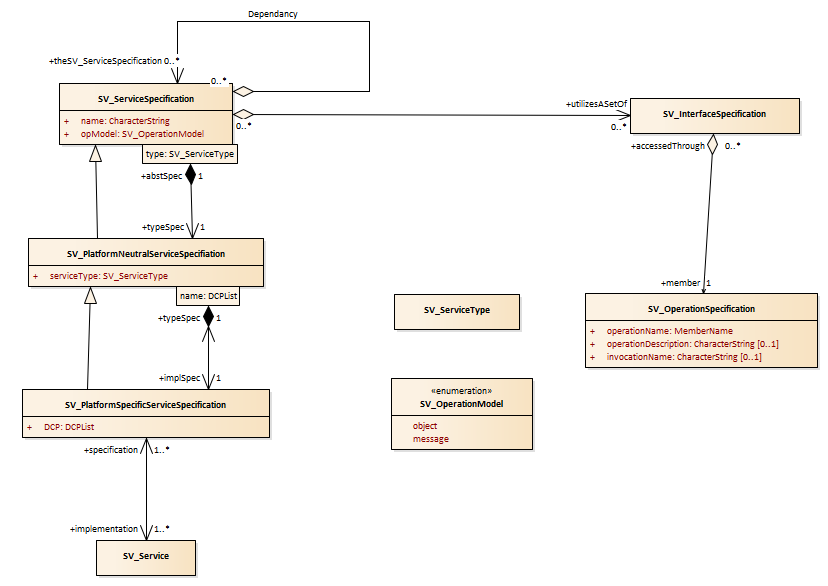 Dependancy
+theSV_ServiceSpecification 0..*
0..*
SV_ServiceSpecification
+ name: CharacterString
+ opModel: SV_OperationModel
type: SV_ServiceType
0..*
+utilizesASetOf
0..*
SV_InterfaceSpecification
+accessedThrough 0..*
+abstSpec 1
+typeSpec 1
SV_PlatformNeutralServiceSpecifiation
+ serviceType: SV_ServiceType
name: DCPList
+typeSpec 1
+member 1
SV_OperationSpecification
+ operationName: MemberName
+ operationDescription: CharacterString [0..1]
+ invocationName: CharacterString [0..1]
SV_ServiceType
+implSpec 1
SV_PlatformSpecificServiceSpecification
+ DCP: DCPList
«enumeration»
SV_OperationModel
object
message
+specification 1..*
+implementation 1..*
SV_Service